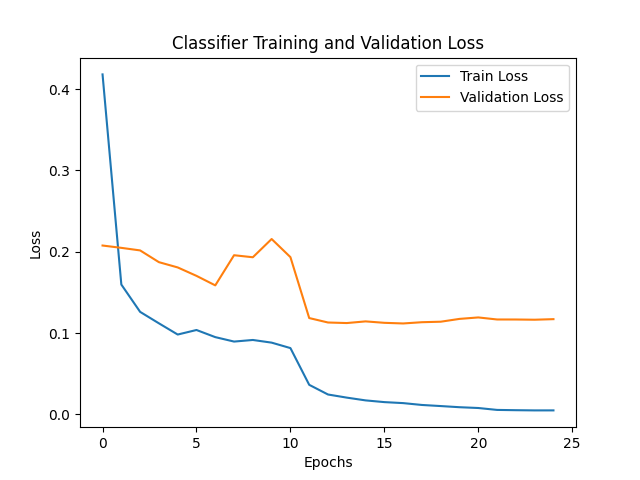 Classifier Training and Validation Loss
Train Loss
Validation Loss
Loss
0.4
0.3
0.2
0.1
0.0
0 5 10 15 20 25
Epochs